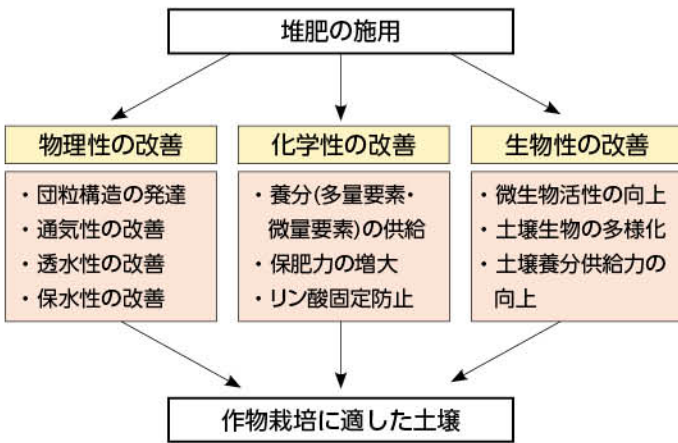 堆肥の施用
物理性の改善
・団粒構造の発達
・通気性の改善
・透水性の改善
・保水性の改善
化学性の改善
・養分(多量要素・
微量要素)の供給
・保肥力の増大
・リン酸固定防止
生物性の改善
・微生物活性の向上
・土壌生物の多様化
・土壌養分供給力の
向上
作物栽培に適した土壌